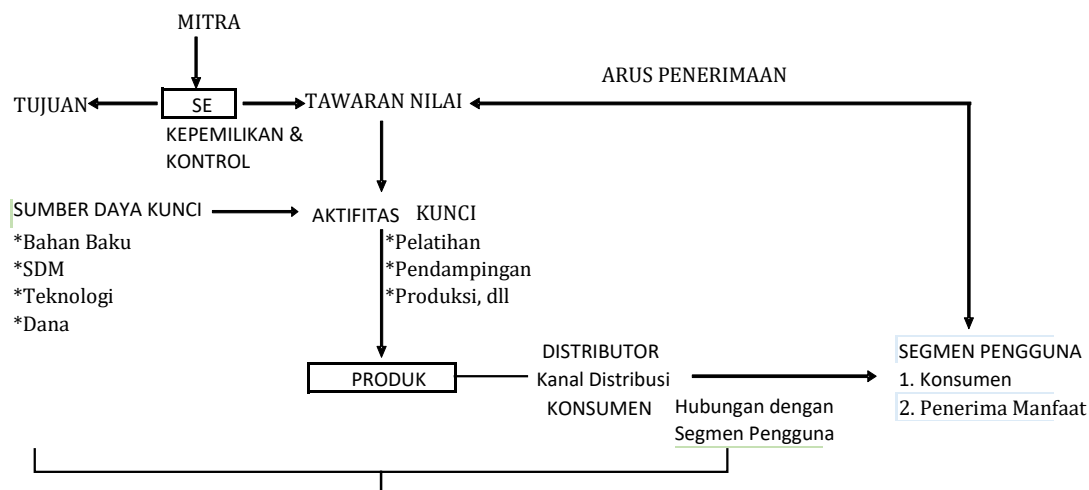 MITRA
ARUS PENERIMAAN
TUJUAN
SE
TAWARAN NILAI
KEPEMILIKAN &
KONTROL
SUMBER DAYA KUNCI
*Bahan Baku
*SDM
*Teknologi
*Dana
AKTIFITAS KUNCI
*Pelatihan
*Pendampingan
*Produksi, dll
PRODUK
DISTRIBUTOR
Kanal Distribusi
KONSUMEN
Hubungan dengan
Segmen Pengguna
SEGMEN PENGGUNA
1. Konsumen
2. Penerima Manfaat